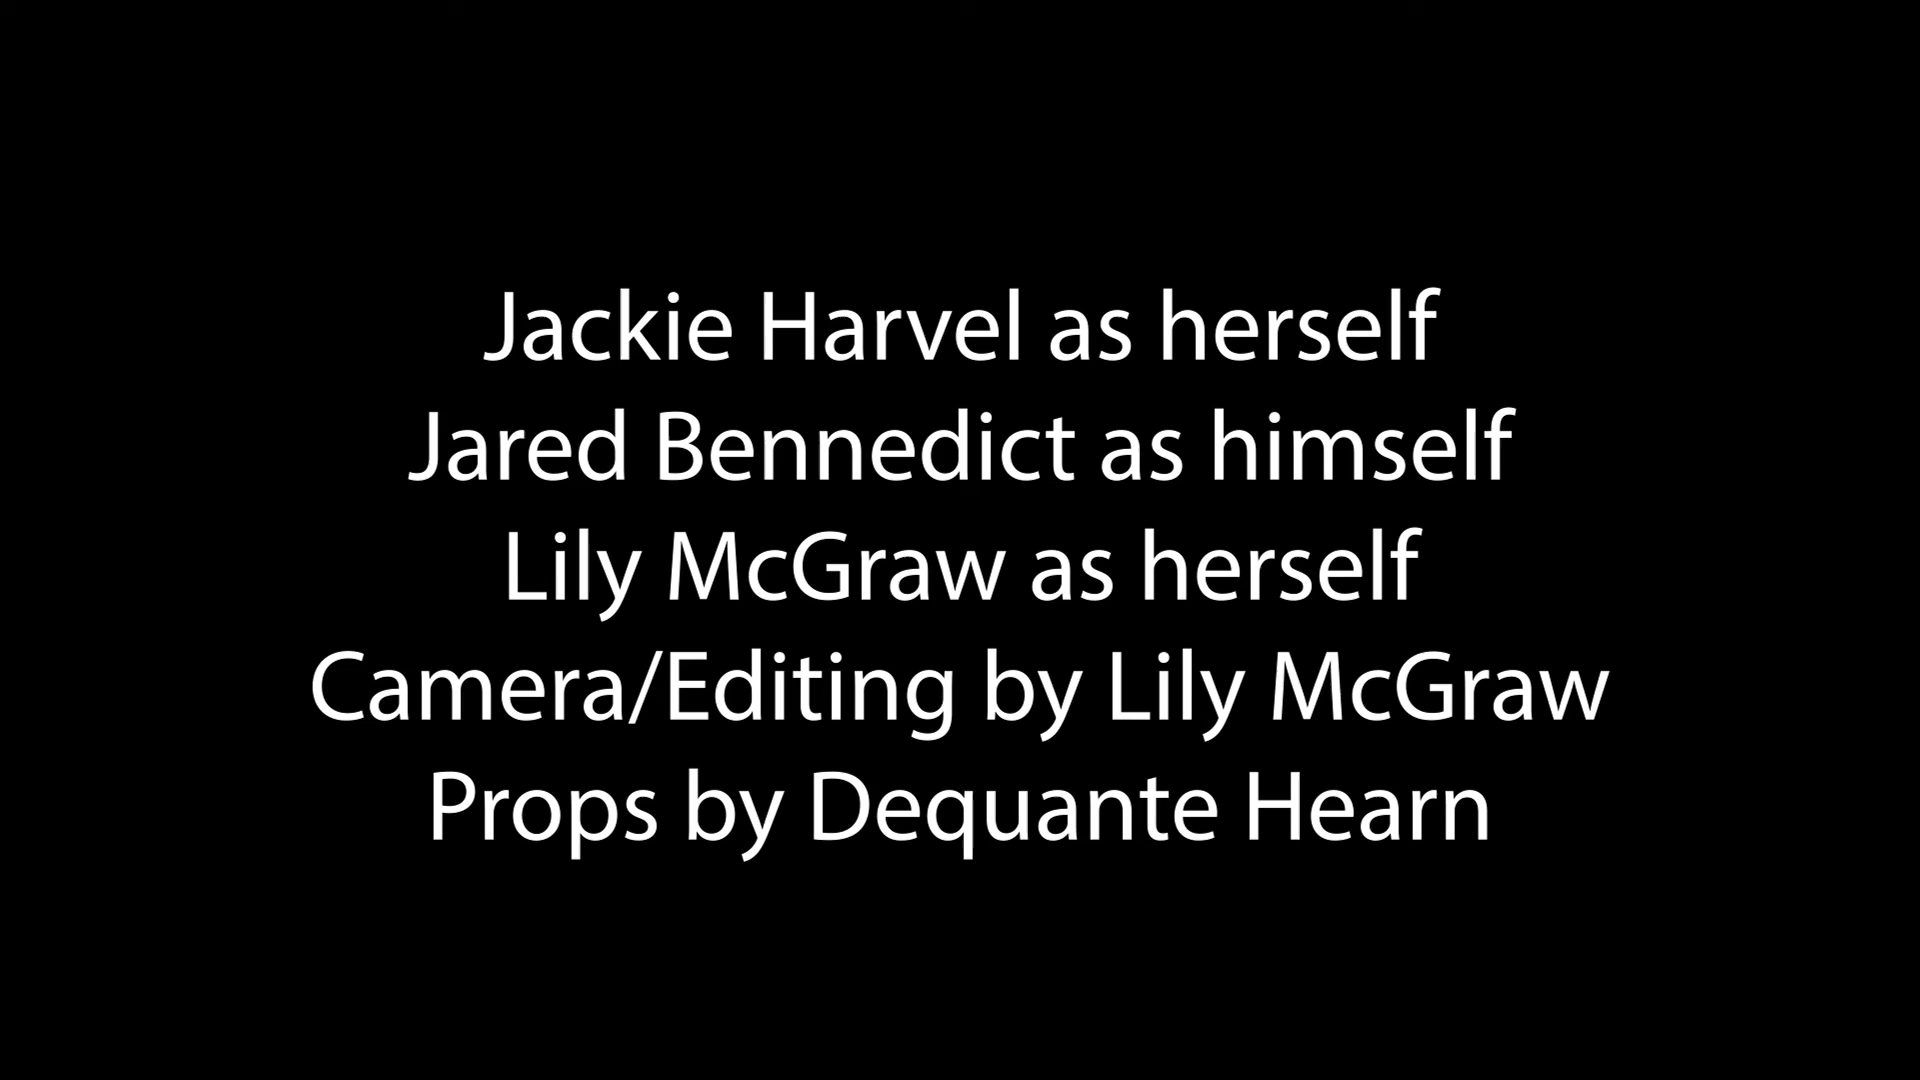 Jackie Harvel as herself
Jared Bennedict as himself
Lily McGraw as herself
Camera/Editing by Lily McGraw
Props by Dequante Hearn